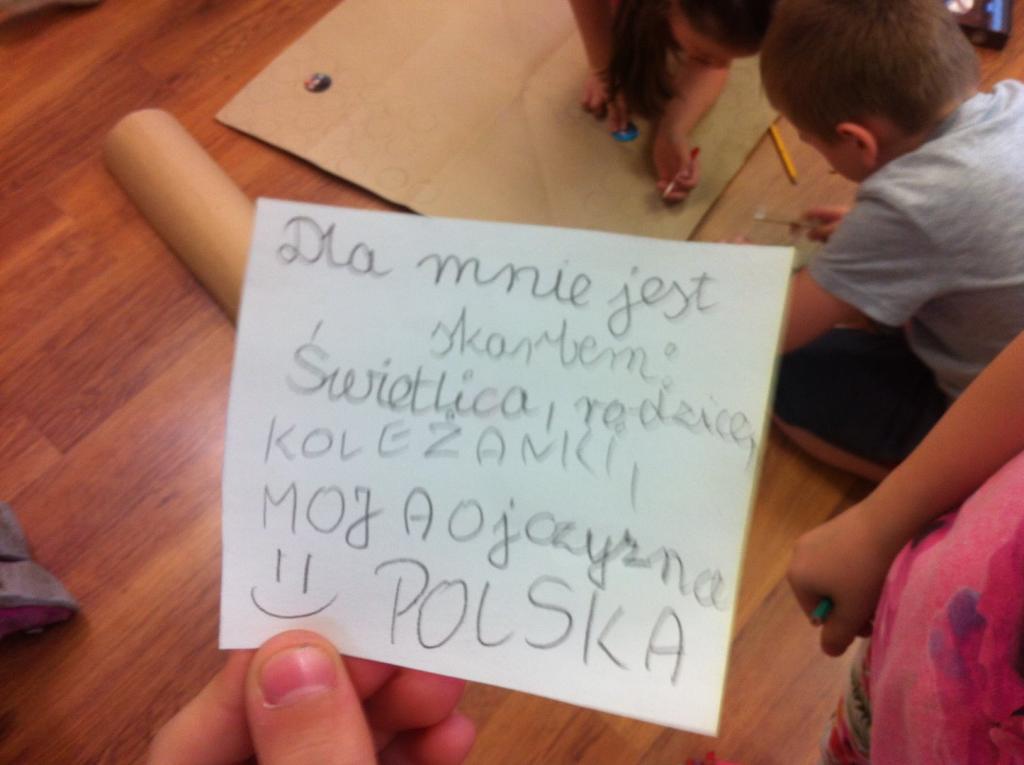 Dla mnie jest
skarbem:
Świetlica, rodzice,
KOLEŻANKI,
MOJA Ojczyzna
POLSKA